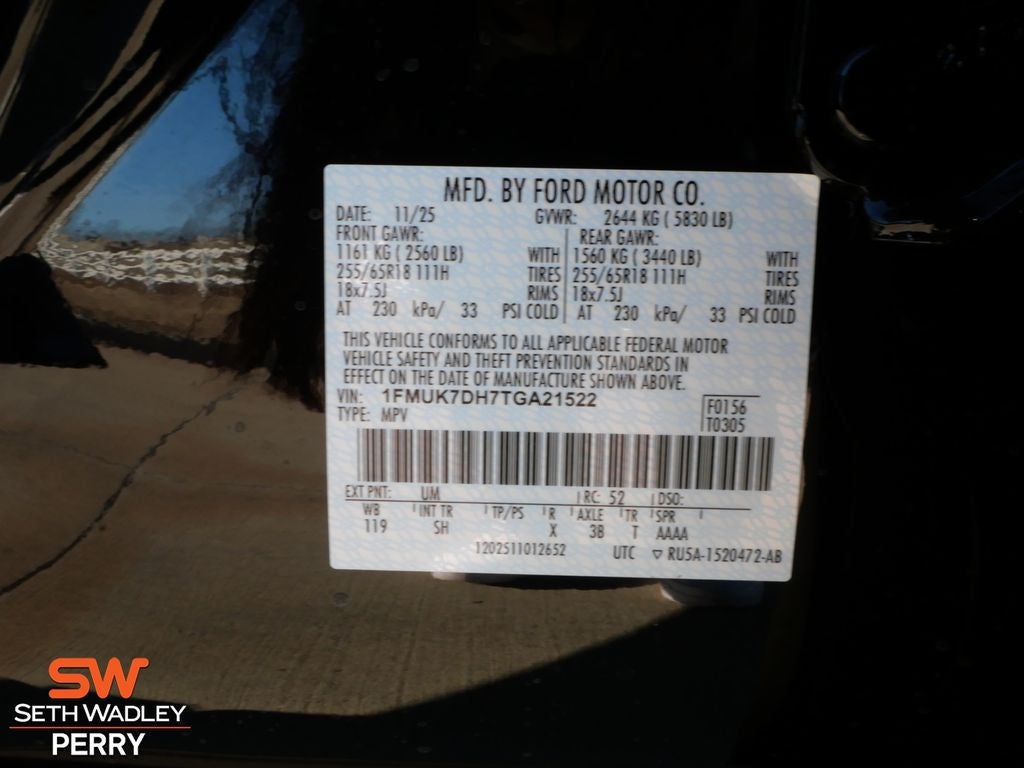 MFD. BY FORD MOTOR CO.
DATE: 11/25 GVWR: 2644 KG ( 5830 LB)
FRONT GAWR: REAR GAWR:
1161 KG ( 2560 LB) WITH 1560 KG ( 3440 LB) WITH
255/65R18 111H TIRES 255/65R18 111H TIRES
18x7.5J RIMS 18x7.5J RIMS
AT 230 kPa/ 33 PSI COLD AT 230 kPa/ 33 PSI COLD
THIS VEHICLE CONFORMS TO ALL APPLICABLE FEDERAL MOTOR
VEHICLE SAFETY AND THEFT PREVENTION STANDARDS IN
EFFECT ON THE DATE OF MANUFACTURE SHOWN ABOVE.
VIN: 1FMUK7DH7TGA21522 F0156
TYPE: MPV T0305
EXT PNT: UM RC: 52 DSO:
WB INT TR TP/PS R AXLE TR SPR
119 SH X 3B T AAAA
1202511012652 UTC ▽ RU5A-1520472-AB
SW
SETH WADLEY
PERRY